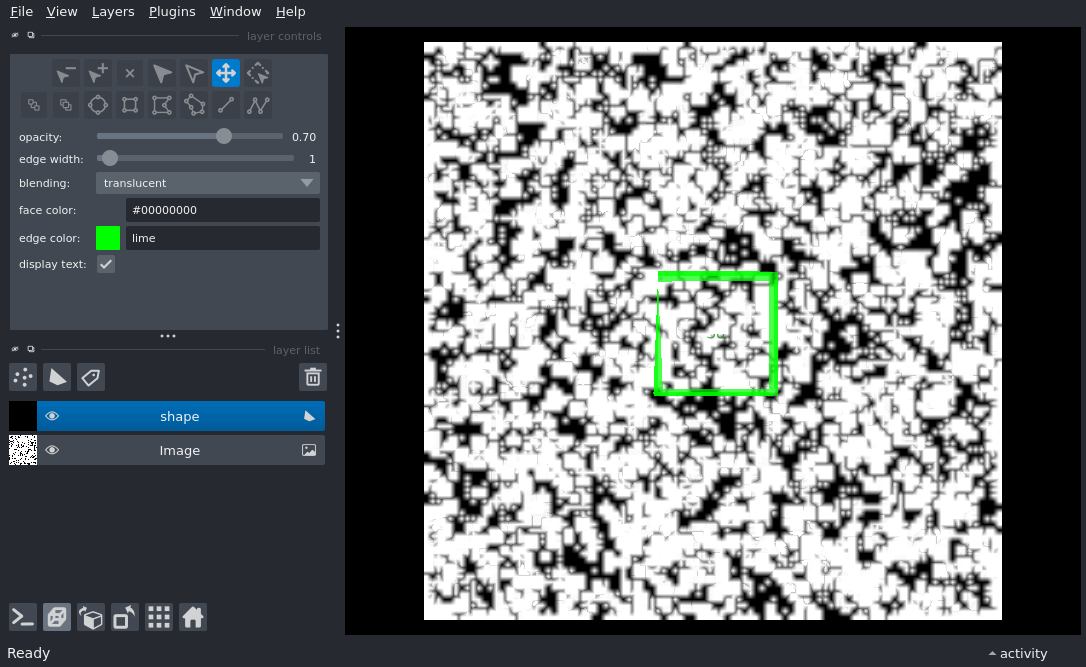 File View Layers Plugins Window Help
layer controls
opacity: 0.70
edge width: 1
blending: translucent
face color: #00000000
edge color: lime
display text:
layer list
shape
Image
Ready
activity